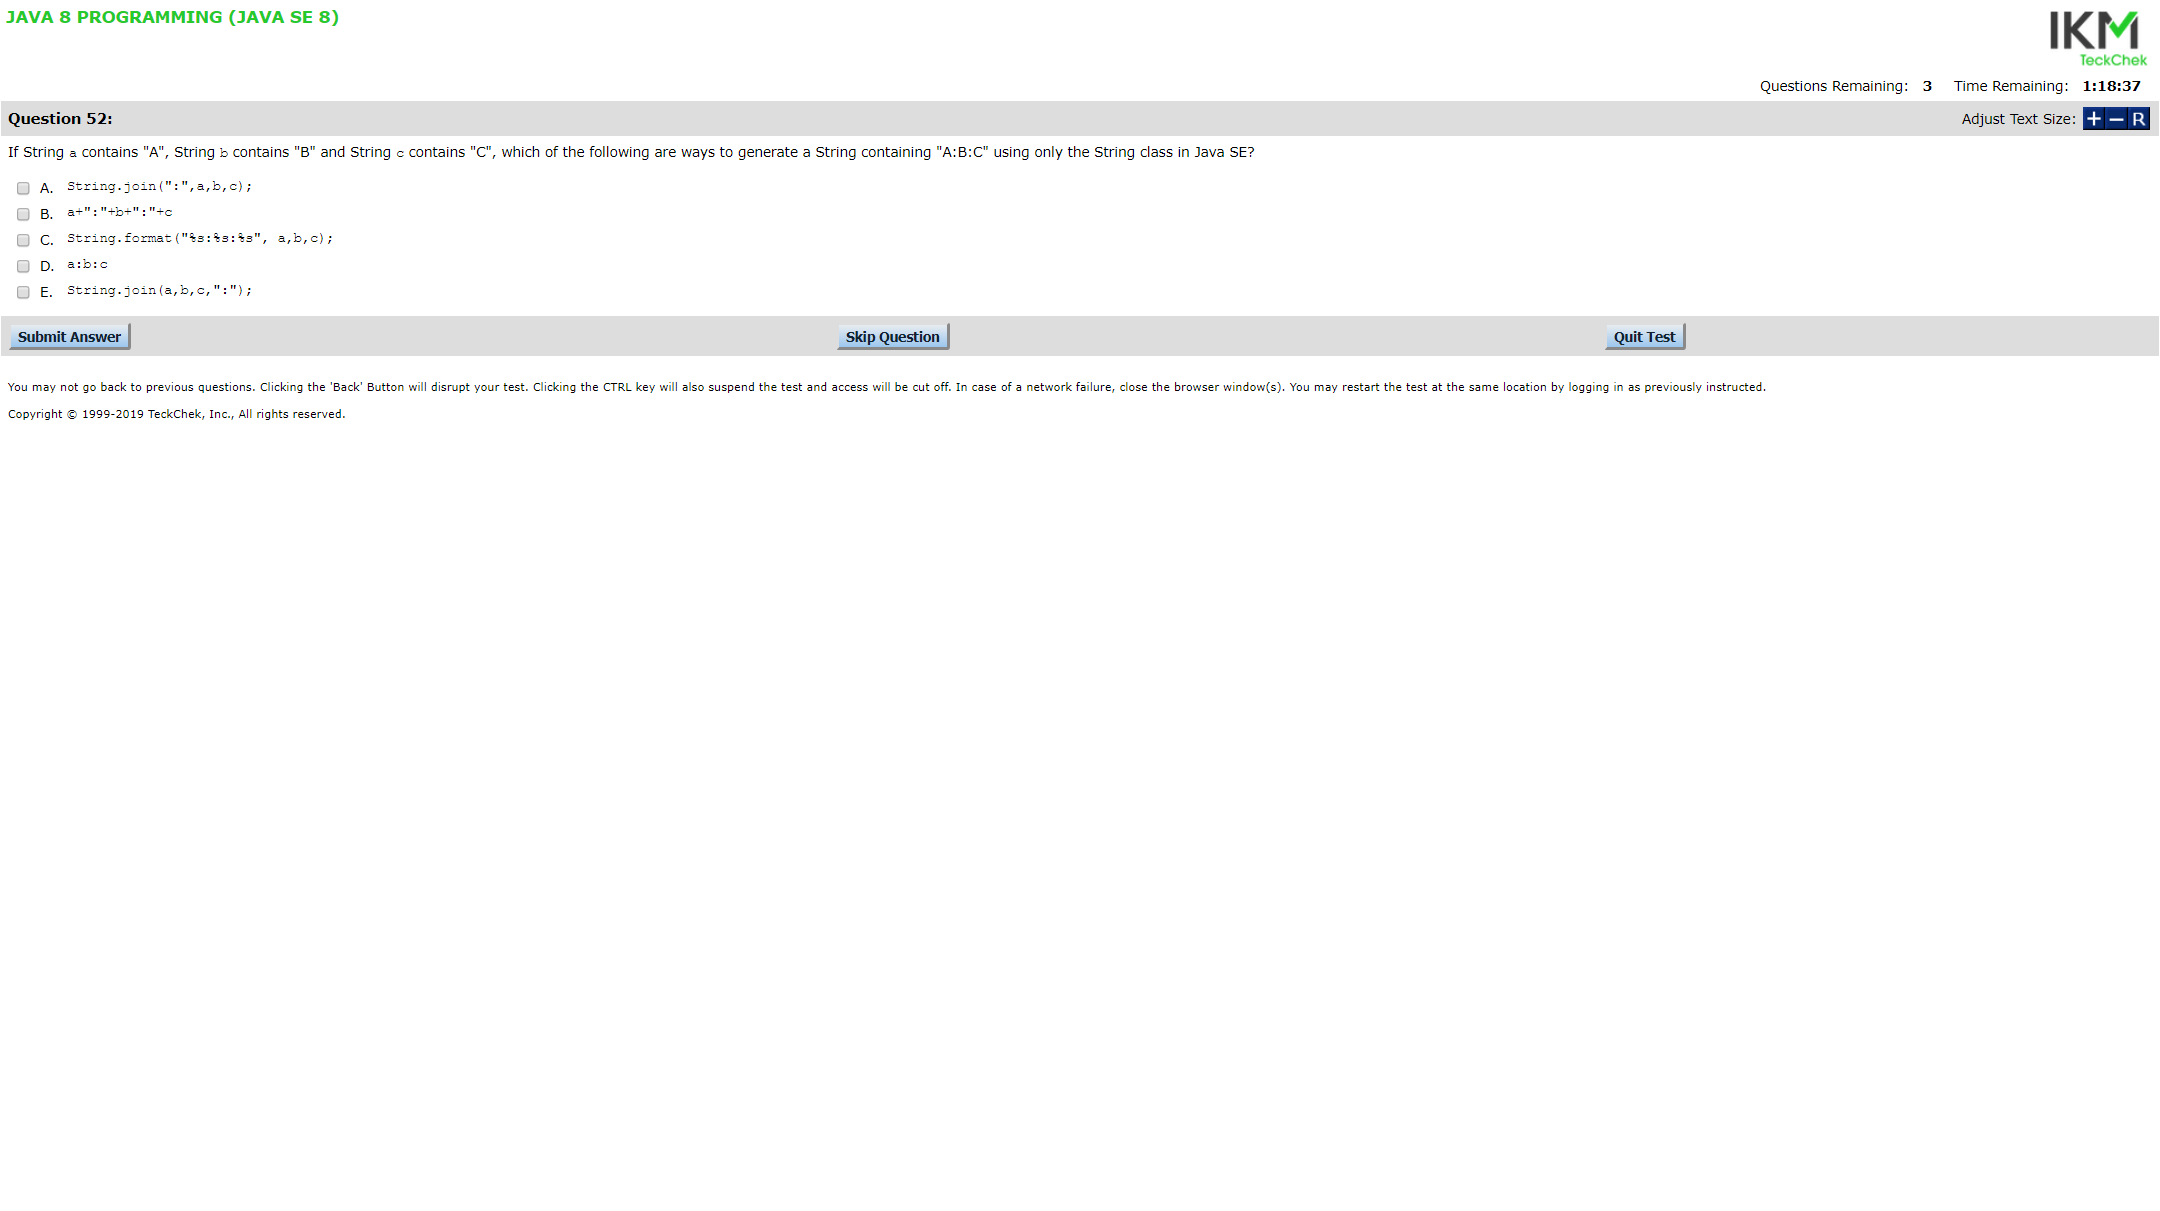 JAVA 8 PROGRAMMING (JAVA SE 8)
IKM
TeckChek
Questions Remaining: 3 Time Remaining: 1:18:37
Question 52:
Adjust Text Size: + − R
If String a contains "A", String b contains "B" and String c contains "C", which of the following are ways to generate a String containing "A:B:C" using only the String class in Java SE?
A. String.join(":",a,b,c);
B. a+":"+b+":"+c
C. String.format("%s:%s:%s", a,b,c);
D. a:b:c
E. String.join(a,b,c,":");
Submit Answer Skip Question Quit Test
You may not go back to previous questions. Clicking the 'Back' Button will disrupt your test. Clicking the CTRL key will also suspend the test and access will be cut off. In case of a network failure, close the browser window(s). You may restart the test at the same location by logging in as previously instructed.
Copyright © 1999-2019 TeckChek, Inc., All rights reserved.